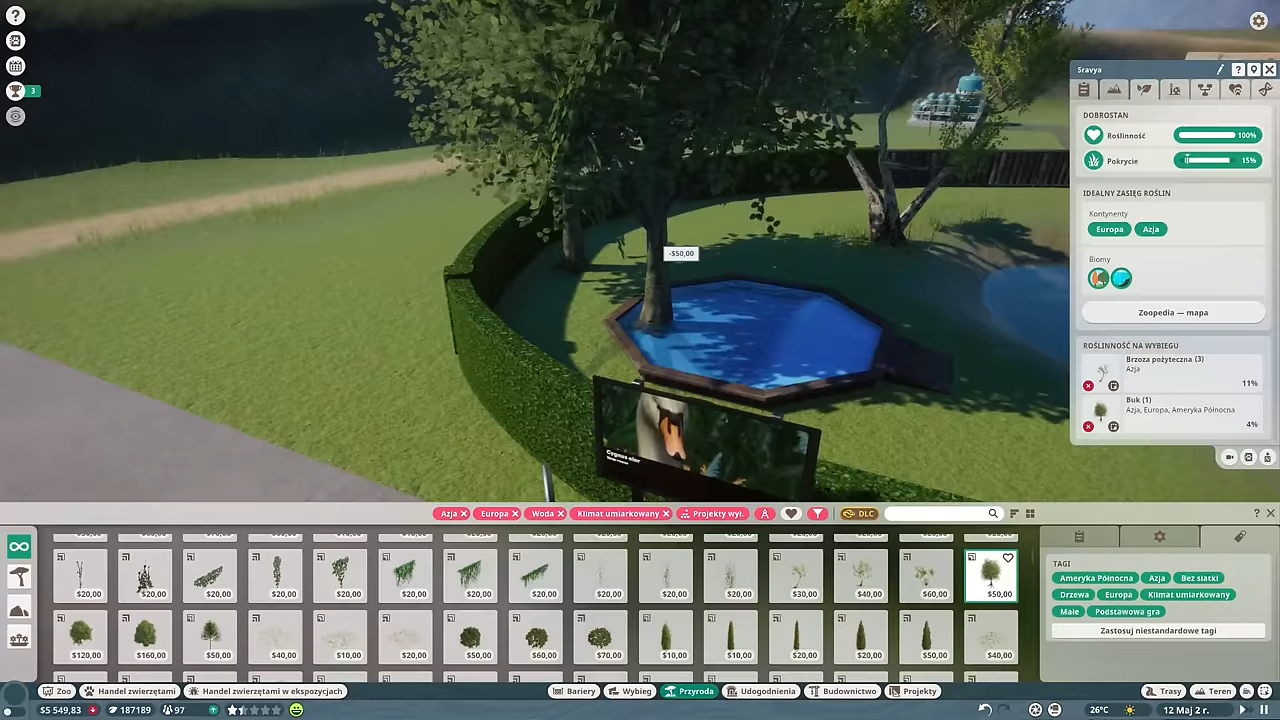 3
Sravya
DOBROSTAN
Roślinność 100%
Pokrycie 15%
IDEALNY ZASIĘG ROŚLIN
Kontynenty
Europa Azja
Biomy
Zoopedia — mapa
ROŚLINNOŚĆ NA WYBIEGU
Brzoza pożyteczna (3)
Azja
11%
Buk (1)
Azja, Europa, Ameryka Północna
4%
-$50,00
Cygnus olor
Azja Europa Woda Klimat umiarkowany Projekty wył. DLC
$20,00 $20,00 $20,00 $20,00 $20,00 $20,00 $20,00 $20,00 $20,00 $20,00 $20,00 $30,00 $40,00 $60,00 $50,00
$120,00 $160,00 $50,00 $40,00 $10,00 $20,00 $50,00 $60,00 $70,00 $10,00 $10,00 $20,00 $20,00 $50,00 $40,00
TAGI
Ameryka Północna Azja Bez siatki
Drzewa Europa Klimat umiarkowany
Małe Podstawowa gra
Zastosuj niestandardowe tagi
Zoo Handel zwierzętami Handel zwierzętami w ekspozycjach Bariery Wybieg Przyroda Udogodnienia Budownictwo Projekty Trasy Teren
$5 549,83 187189 97 26°C 12 Maj 2 r.